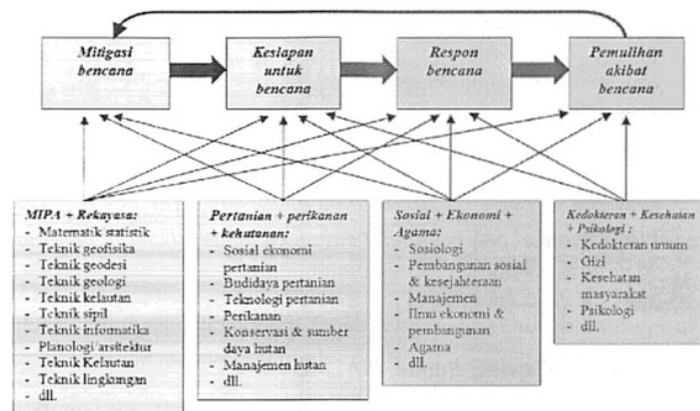 Mitigasi
bencana
Kesiapan
untuk
bencana
Respon
bencana
Pemulihan
akibat
bencana
MIPA + Rekayasa:
- Matematik statistik
- Teknik geofisika
- Teknik geodesi
- Teknik geologi
- Teknik kelautan
- Teknik sipil
- Teknik informatika
- Planologi/arsitektur
- Teknik Kelautan
- Teknik lingkungan
- dll.
Pertanian + perikanan
+ kehutanan:
- Sosial ekonomi
pertanian
- Budidaya pertanian
- Teknologi pertanian
- Perikanan
- Konservasi & sumber
daya hutan
- Manajemen hutan
- dll.
Sosial + Ekonomi +
Agama:
- Sosiologi
- Pembangunan sosial
& kesejahteraan
- Manajemen
- Ilmu ekonomi &
pembangunan
- Agama
- dll.
Kedokteran + Kesehatan
+ Psikologi :
- Kedokteran umum
- Gizi
- Kesehatan
masyarakat
- Psikologi
- dll.